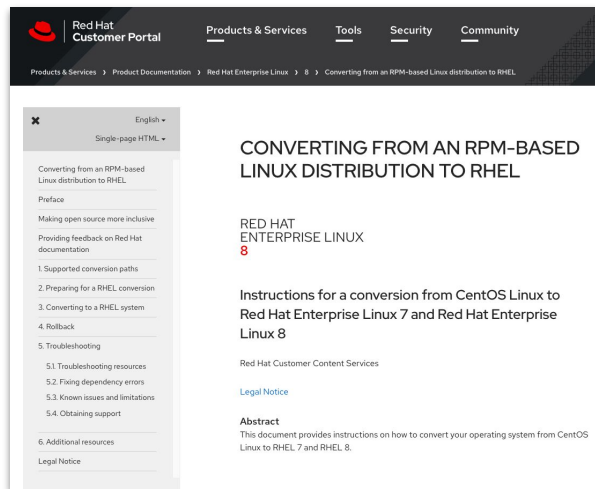 Red Hat
Customer Portal
Products & Services
Tools
Security
Community
Products & Services > Product Documentation > Red Hat Enterprise Linux > 8 > Converting from an RPM-based Linux distribution to RHEL
English
Single-page HTML
Converting from an RPM-based
Linux distribution to RHEL
Preface
Making open source more inclusive
Providing feedback on Red Hat
documentation
1. Supported conversion paths
2. Preparing for a RHEL conversion
3. Converting to a RHEL system
4. Rollback
5. Troubleshooting
5.1. Troubleshooting resources
5.2. Fixing dependency errors
5.3. Known issues and limitations
5.4. Obtaining support
6. Additional resources
Legal Notice
CONVERTING FROM AN RPM-BASED
LINUX DISTRIBUTION TO RHEL
RED HAT
ENTERPRISE LINUX
8
Instructions for a conversion from CentOS Linux to
Red Hat Enterprise Linux 7 and Red Hat Enterprise
Linux 8
Red Hat Customer Content Services
Legal Notice
Abstract
This document provides instructions on how to convert your operating system from CentOS
Linux to RHEL 7 and RHEL 8.